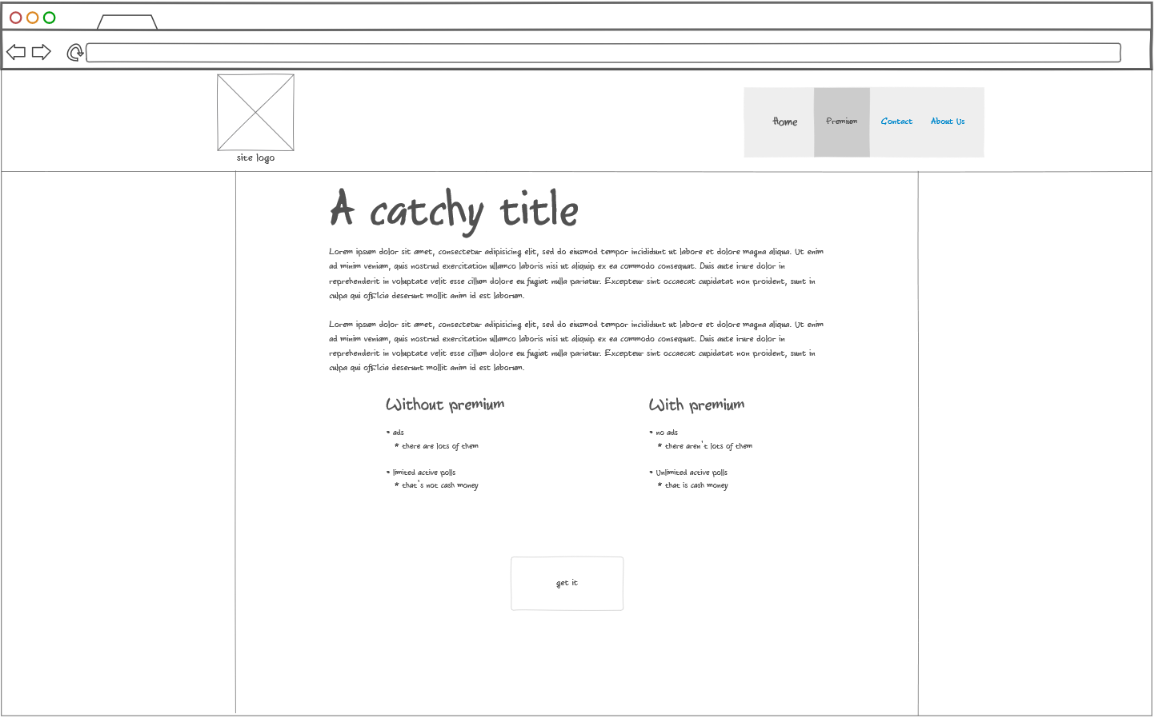 Home Premium Contact About Us
site logo
A catchy title
Lorem ipsum dolor sit amet, consectetur adipisicing elit, sed do eiusmod tempor incididunt ut labore et dolore magna aliqua. Ut enim
ad minim veniam, quis nostrud exercitation ullamco laboris nisi ut aliquip ex ea commodo consequat. Duis aute irure dolor in
reprehenderit in voluptate velit esse cillum dolore eu fugiat nulla pariatur. Excepteur sint occaecat cupidatat non proident, sunt in
culpa qui officia deserunt mollit anim id est laborum.
Lorem ipsum dolor sit amet, consectetur adipisicing elit, sed do eiusmod tempor incididunt ut labore et dolore magna aliqua. Ut enim
ad minim veniam, quis nostrud exercitation ullamco laboris nisi ut aliquip ex ea commodo consequat. Duis aute irure dolor in
reprehenderit in voluptate velit esse cillum dolore eu fugiat nulla pariatur. Excepteur sint occaecat cupidatat non proident, sunt in
culpa qui officia deserunt mollit anim id est laborum.
Without premium
• ads
* there are lots of them
• limited active polls
* that's not cash money
With premium
• no ads
* there aren't lots of them
• Unlimited active polls
* that is cash money
get it